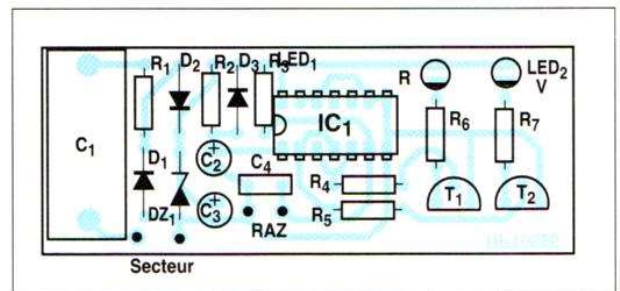 R1 D2 R2 D3 R3 LED1
R
LED2
V
C1
IC1
R6
R7
D1
C2
C4
R4
T1
T2
DZ1
C3
R5
RAZ
Secteur